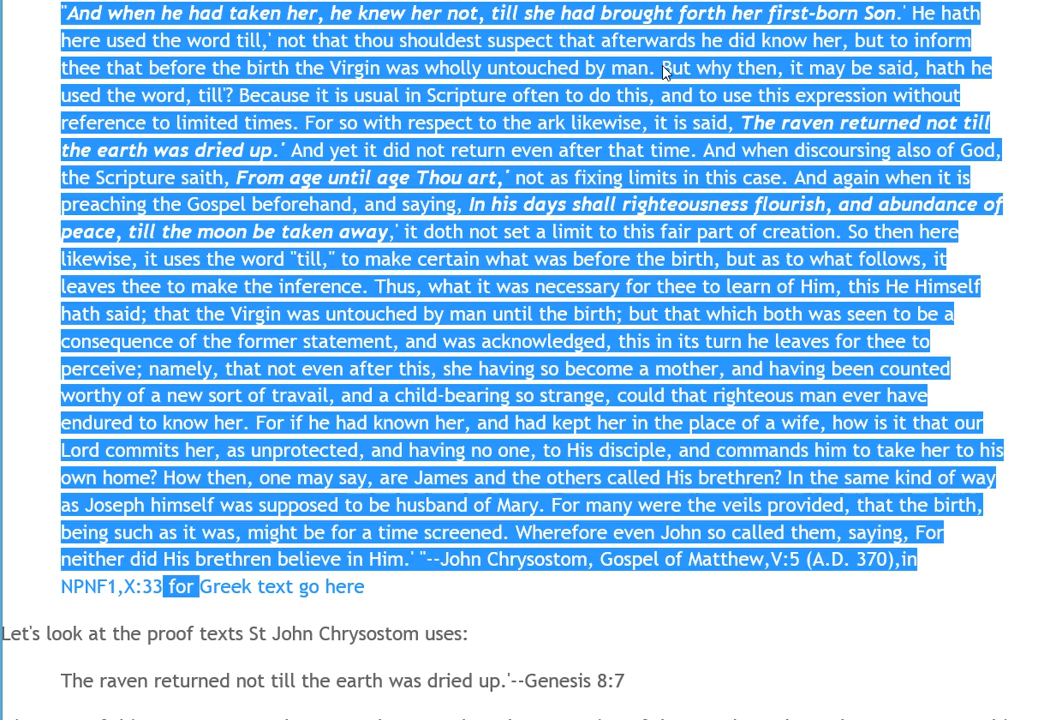 "And when he had taken her, he knew her not, till she had brought forth her first-born Son.' He hath
here used the word till,' not that thou shouldest suspect that afterwards he did know her, but to inform
thee that before the birth the Virgin was wholly untouched by man. But why then, it may be said, hath he
used the word, till'? Because it is usual in Scripture often to do this, and to use this expression without
reference to limited times. For so with respect to the ark likewise, it is said, The raven returned not till
the earth was dried up.' And yet it did not return even after that time. And when discoursing also of God,
the Scripture saith, From age until age Thou art,' not as fixing limits in this case. And again when it is
preaching the Gospel beforehand, and saying, In his days shall righteousness flourish, and abundance of
peace, till the moon be taken away,' it doth not set a limit to this fair part of creation. So then here
likewise, it uses the word "till," to make certain what was before the birth, but as to what follows, it
leaves thee to make the inference. Thus, what it was necessary for thee to learn of Him, this He Himself
hath said; that the Virgin was untouched by man until the birth; but that which both was seen to be a
consequence of the former statement, and was acknowledged, this in its turn he leaves for thee to
perceive; namely, that not even after this, she having so become a mother, and having been counted
worthy of a new sort of travail, and a child-bearing so strange, could that righteous man ever have
endured to know her. For if he had known her, and had kept her in the place of a wife, how is it that our
Lord commits her, as unprotected, and having no one, to His disciple, and commands him to take her to his
own home? How then, one may say, are James and the others called His brethren? In the same kind of way
as Joseph himself was supposed to be husband of Mary. For many were the veils provided, that the birth,
being such as it was, might be for a time screened. Wherefore even John so called them, saying, For
neither did His brethren believe in Him.' "--John Chrysostom, Gospel of Matthew,V:5 (A.D. 370),in
NPNF1,X:33 for Greek text go here
Let's look at the proof texts St John Chrysostom uses:
The raven returned not till the earth was dried up.'--Genesis 8:7